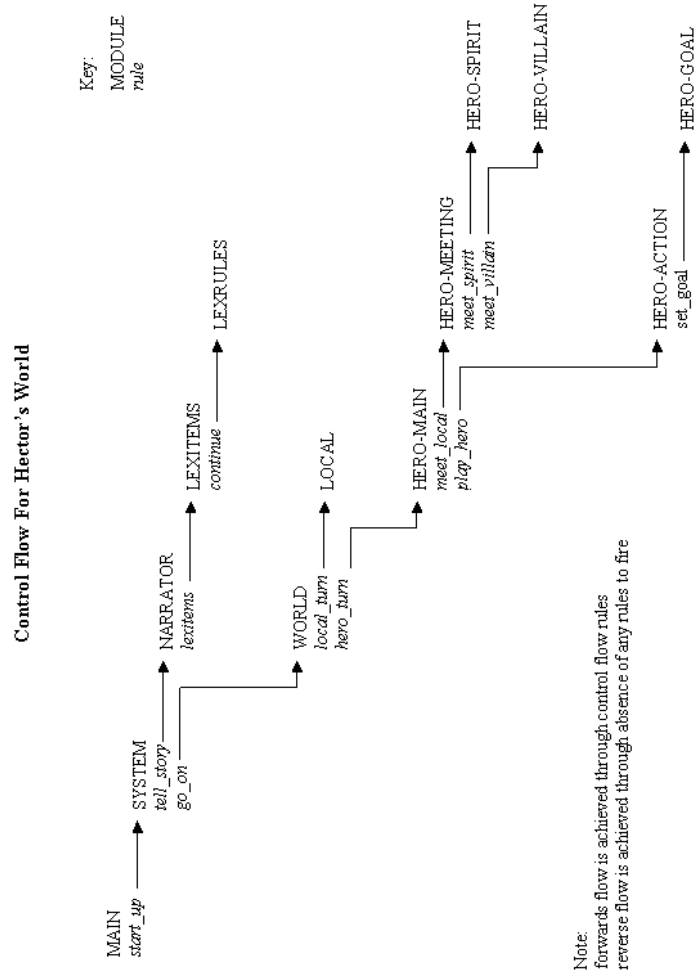 Control Flow For Hector's World
Key:
MODULE
rule
MAIN
start_up
SYSTEM
tell_story
go_on
NARRATOR
lexitems
LEXITEMS
continue
LEXRULES
WORLD
local_turn
hero_turn
LOCAL
HERO-MAIN
meet_local
play_hero
HERO-MEETING
meet_spirit
meet_villain
HERO-SPIRIT
HERO-VILLAIN
HERO-ACTION
set_goal
HERO-GOAL
Note:
forwards flow is achieved through control flow rules
reverse flow is achieved through absence of any rules to fire